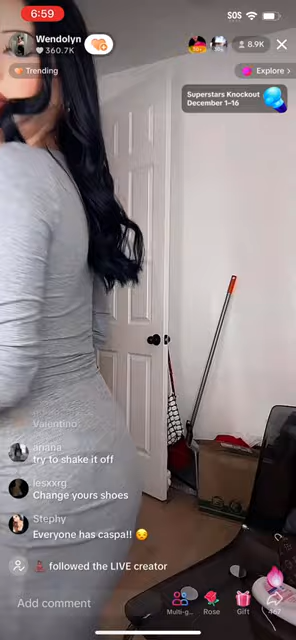 6:59
SOS
Wendolyn
360.7K
8.9K
Trending
Explore >
Superstars Knockout
December 1-16
Valentino
ariana
try to shake it off
lesxxrg
Change yours shoes
Stephy
Everyone has caspa!! 😒
followed the LIVE creator
Add comment
Multi-g...
Rose
Gift
467